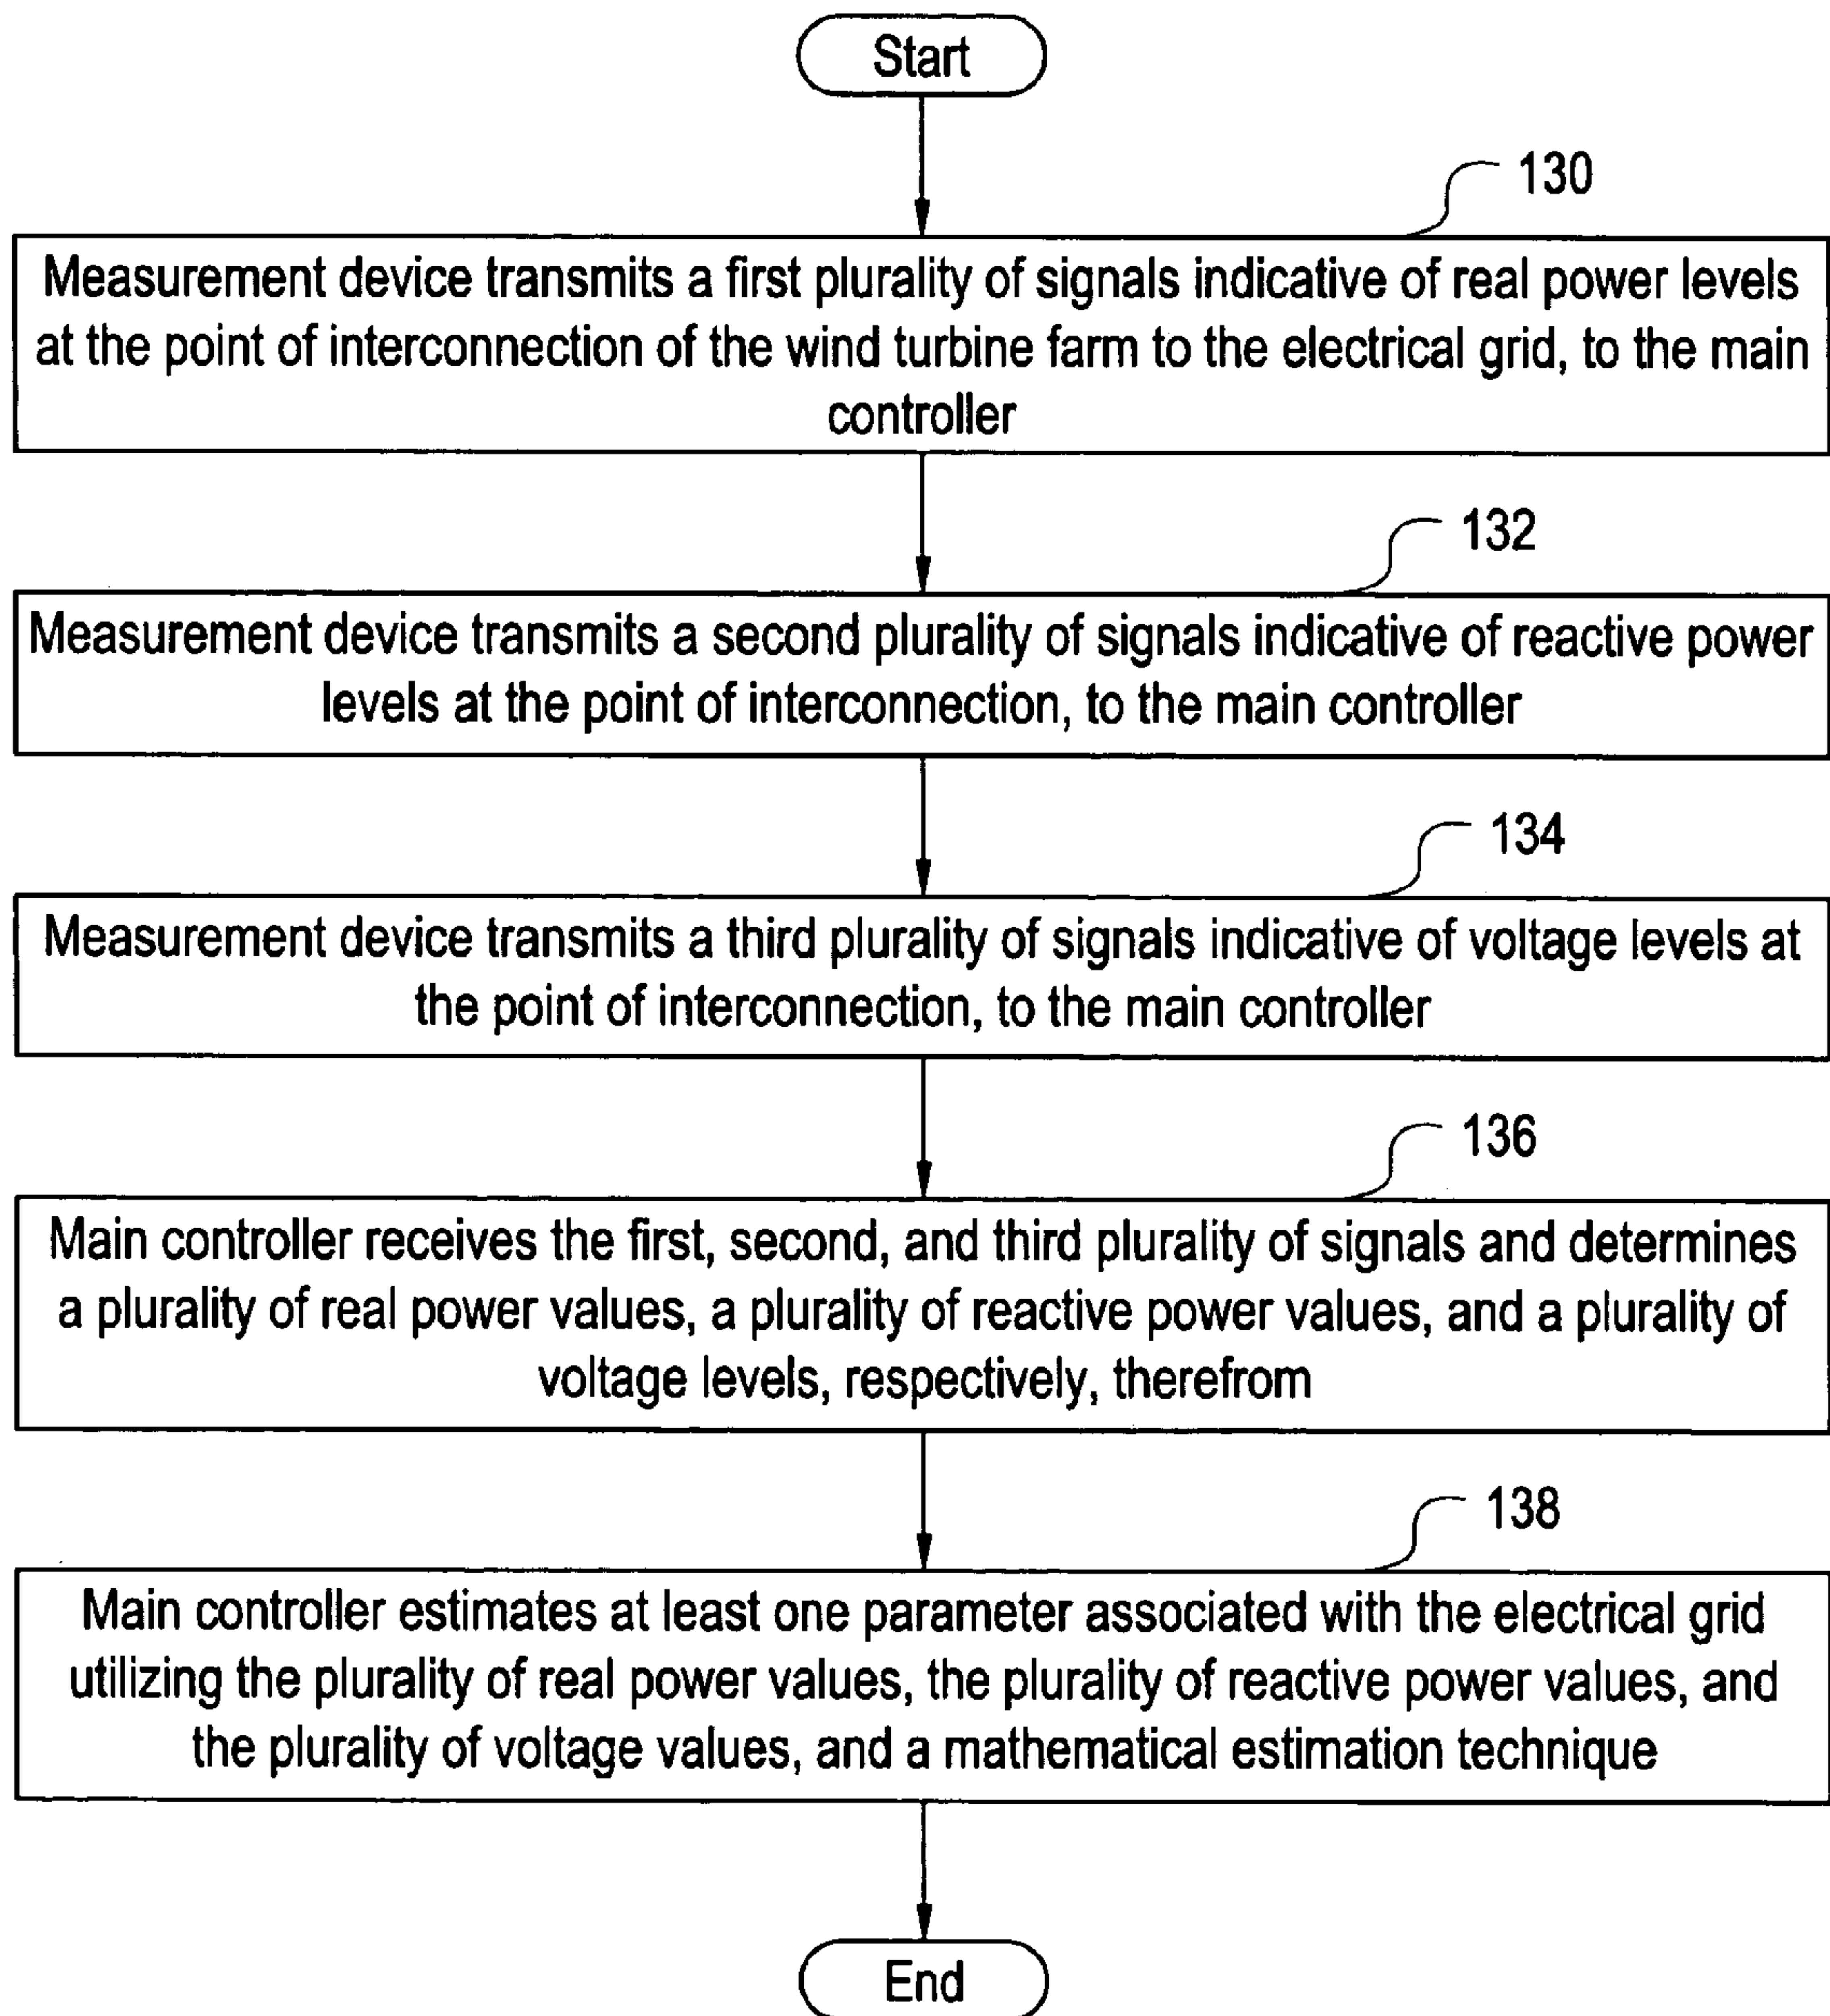 Start
130
Measurement device transmits a first plurality of signals indicative of real power levels
at the point of interconnection of the wind turbine farm to the electrical grid, to the main
controller
132
Measurement device transmits a second plurality of signals indicative of reactive power
levels at the point of interconnection, to the main controller
134
Measurement device transmits a third plurality of signals indicative of voltage levels at
the point of interconnection, to the main controller
136
Main controller receives the first, second, and third plurality of signals and determines
a plurality of real power values, a plurality of reactive power values, and a plurality of
voltage levels, respectively, therefrom
138
Main controller estimates at least one parameter associated with the electrical grid
utilizing the plurality of real power values, the plurality of reactive power values, and
the plurality of voltage values, and a mathematical estimation technique
End